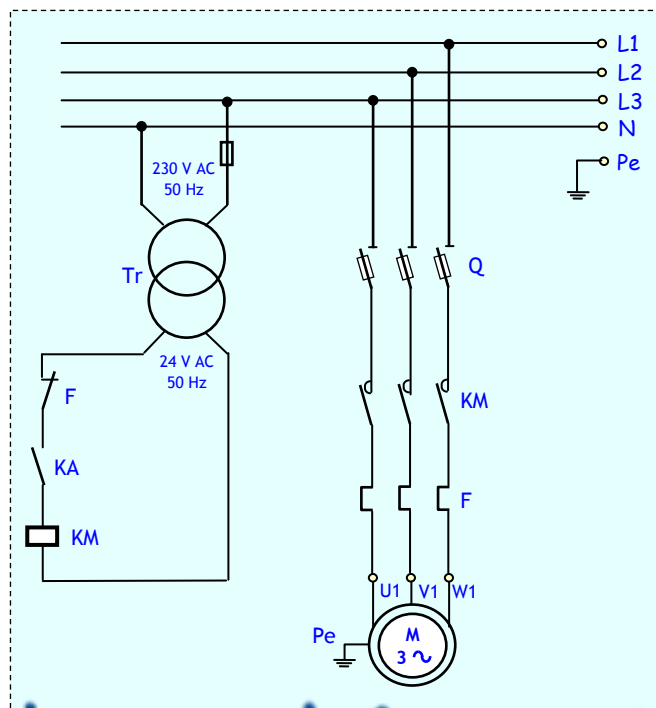 L1
L2
L3
N
Pe
230 V AC
50 Hz
Tr
24 V AC
50 Hz
Q
F
KA
KM
KM
F
U1 V1 W1
Pe
M
3